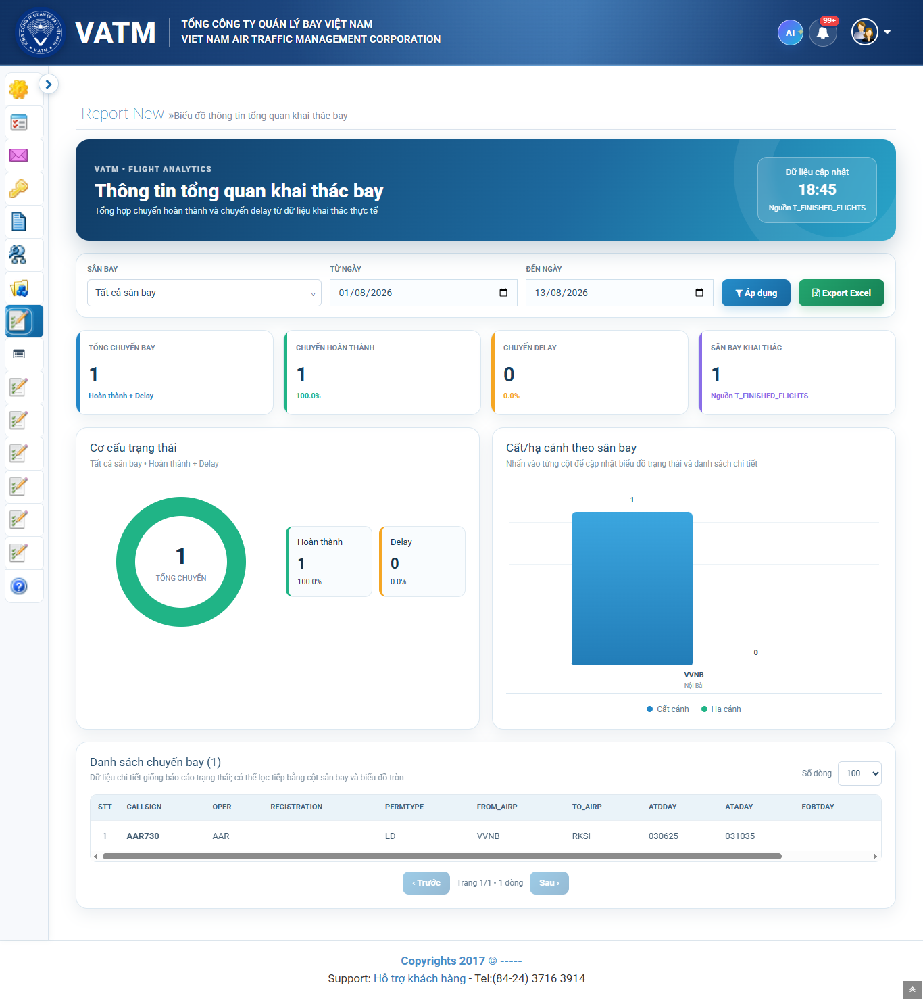 VATM
TỔNG CÔNG TY QUẢN LÝ BAY VIỆT NAM
VIET NAM AIR TRAFFIC MANAGEMENT CORPORATION
AI
99+
TỔNG CÔNG TY QUẢN LÝ BAY VIỆT NAM
VATM
Report New »Biểu đồ thông tin tổng quan khai thác bay
VATM • FLIGHT ANALYTICS
Thông tin tổng quan khai thác bay
Tổng hợp chuyến hoàn thành và chuyến delay từ dữ liệu khai thác thực tế
Dữ liệu cập nhật
18:45
Nguồn T_FINISHED_FLIGHTS
SÂN BAY
TỪ NGÀY
ĐẾN NGÀY
Tất cả sân bay
01/08/2026
13/08/2026
Áp dụng
Export Excel
TỔNG CHUYẾN BAY
1
Hoàn thành + Delay
CHUYẾN HOÀN THÀNH
1
100.0%
CHUYẾN DELAY
0
0.0%
SÂN BAY KHAI THÁC
1
Nguồn T_FINISHED_FLIGHTS
Cơ cấu trạng thái
Tất cả sân bay • Hoàn thành + Delay
1
TỔNG CHUYẾN
Hoàn thành
1
100.0%
Delay
0
0.0%
Cất/hạ cánh theo sân bay
Nhấn vào từng cột để cập nhật biểu đồ trạng thái và danh sách chi tiết
1
0
VVNB
Nội Bài
Cất cánh
Hạ cánh
Danh sách chuyến bay (1)
Dữ liệu chi tiết giống báo cáo trạng thái; có thể lọc tiếp bằng cột sân bay và biểu đồ tròn
Số dòng
100
STT CALLSIGN OPER REGISTRATION PERMTYPE FROM_AIRP TO_AIRP ATDDAY ATADAY EOBTDAY
1 AAR730 AAR LD VVNB RKSI 030625 031035
‹ Trước
Trang 1/1 • 1 dòng
Sau ›
Copyrights 2017 © -----
Support: Hỗ trợ khách hàng - Tel:(84-24) 3716 3914